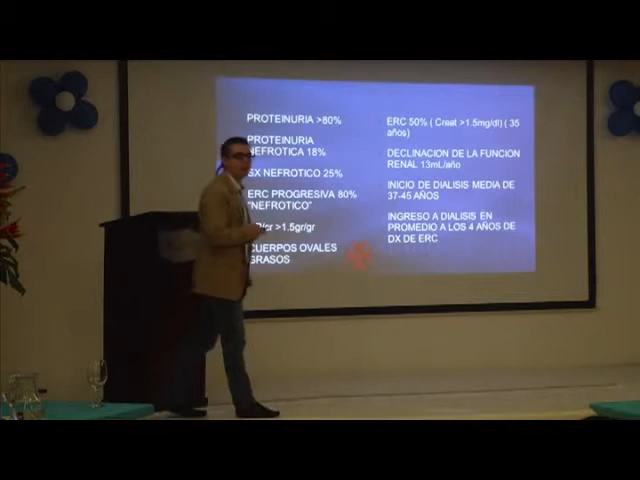 PROTEINURIA >80%
PROTEINURIA
NEFROTICA 18%
SX NEFROTICO 25%
ERC PROGRESIVA 80%
"NEFROTICO"
>1.5gr/gr
CUERPOS OVALES
GRASOS
ERC 50% ( Creat >1.5mg/dl) ( 35
años)
DECLINACION DE LA FUNCION
RENAL 13mL/año
INICIO DE DIALISIS MEDIA DE
37-45 AÑOS
INGRESO A DIALISIS EN
PROMEDIO A LOS 4 AÑOS DE
DX DE ERC